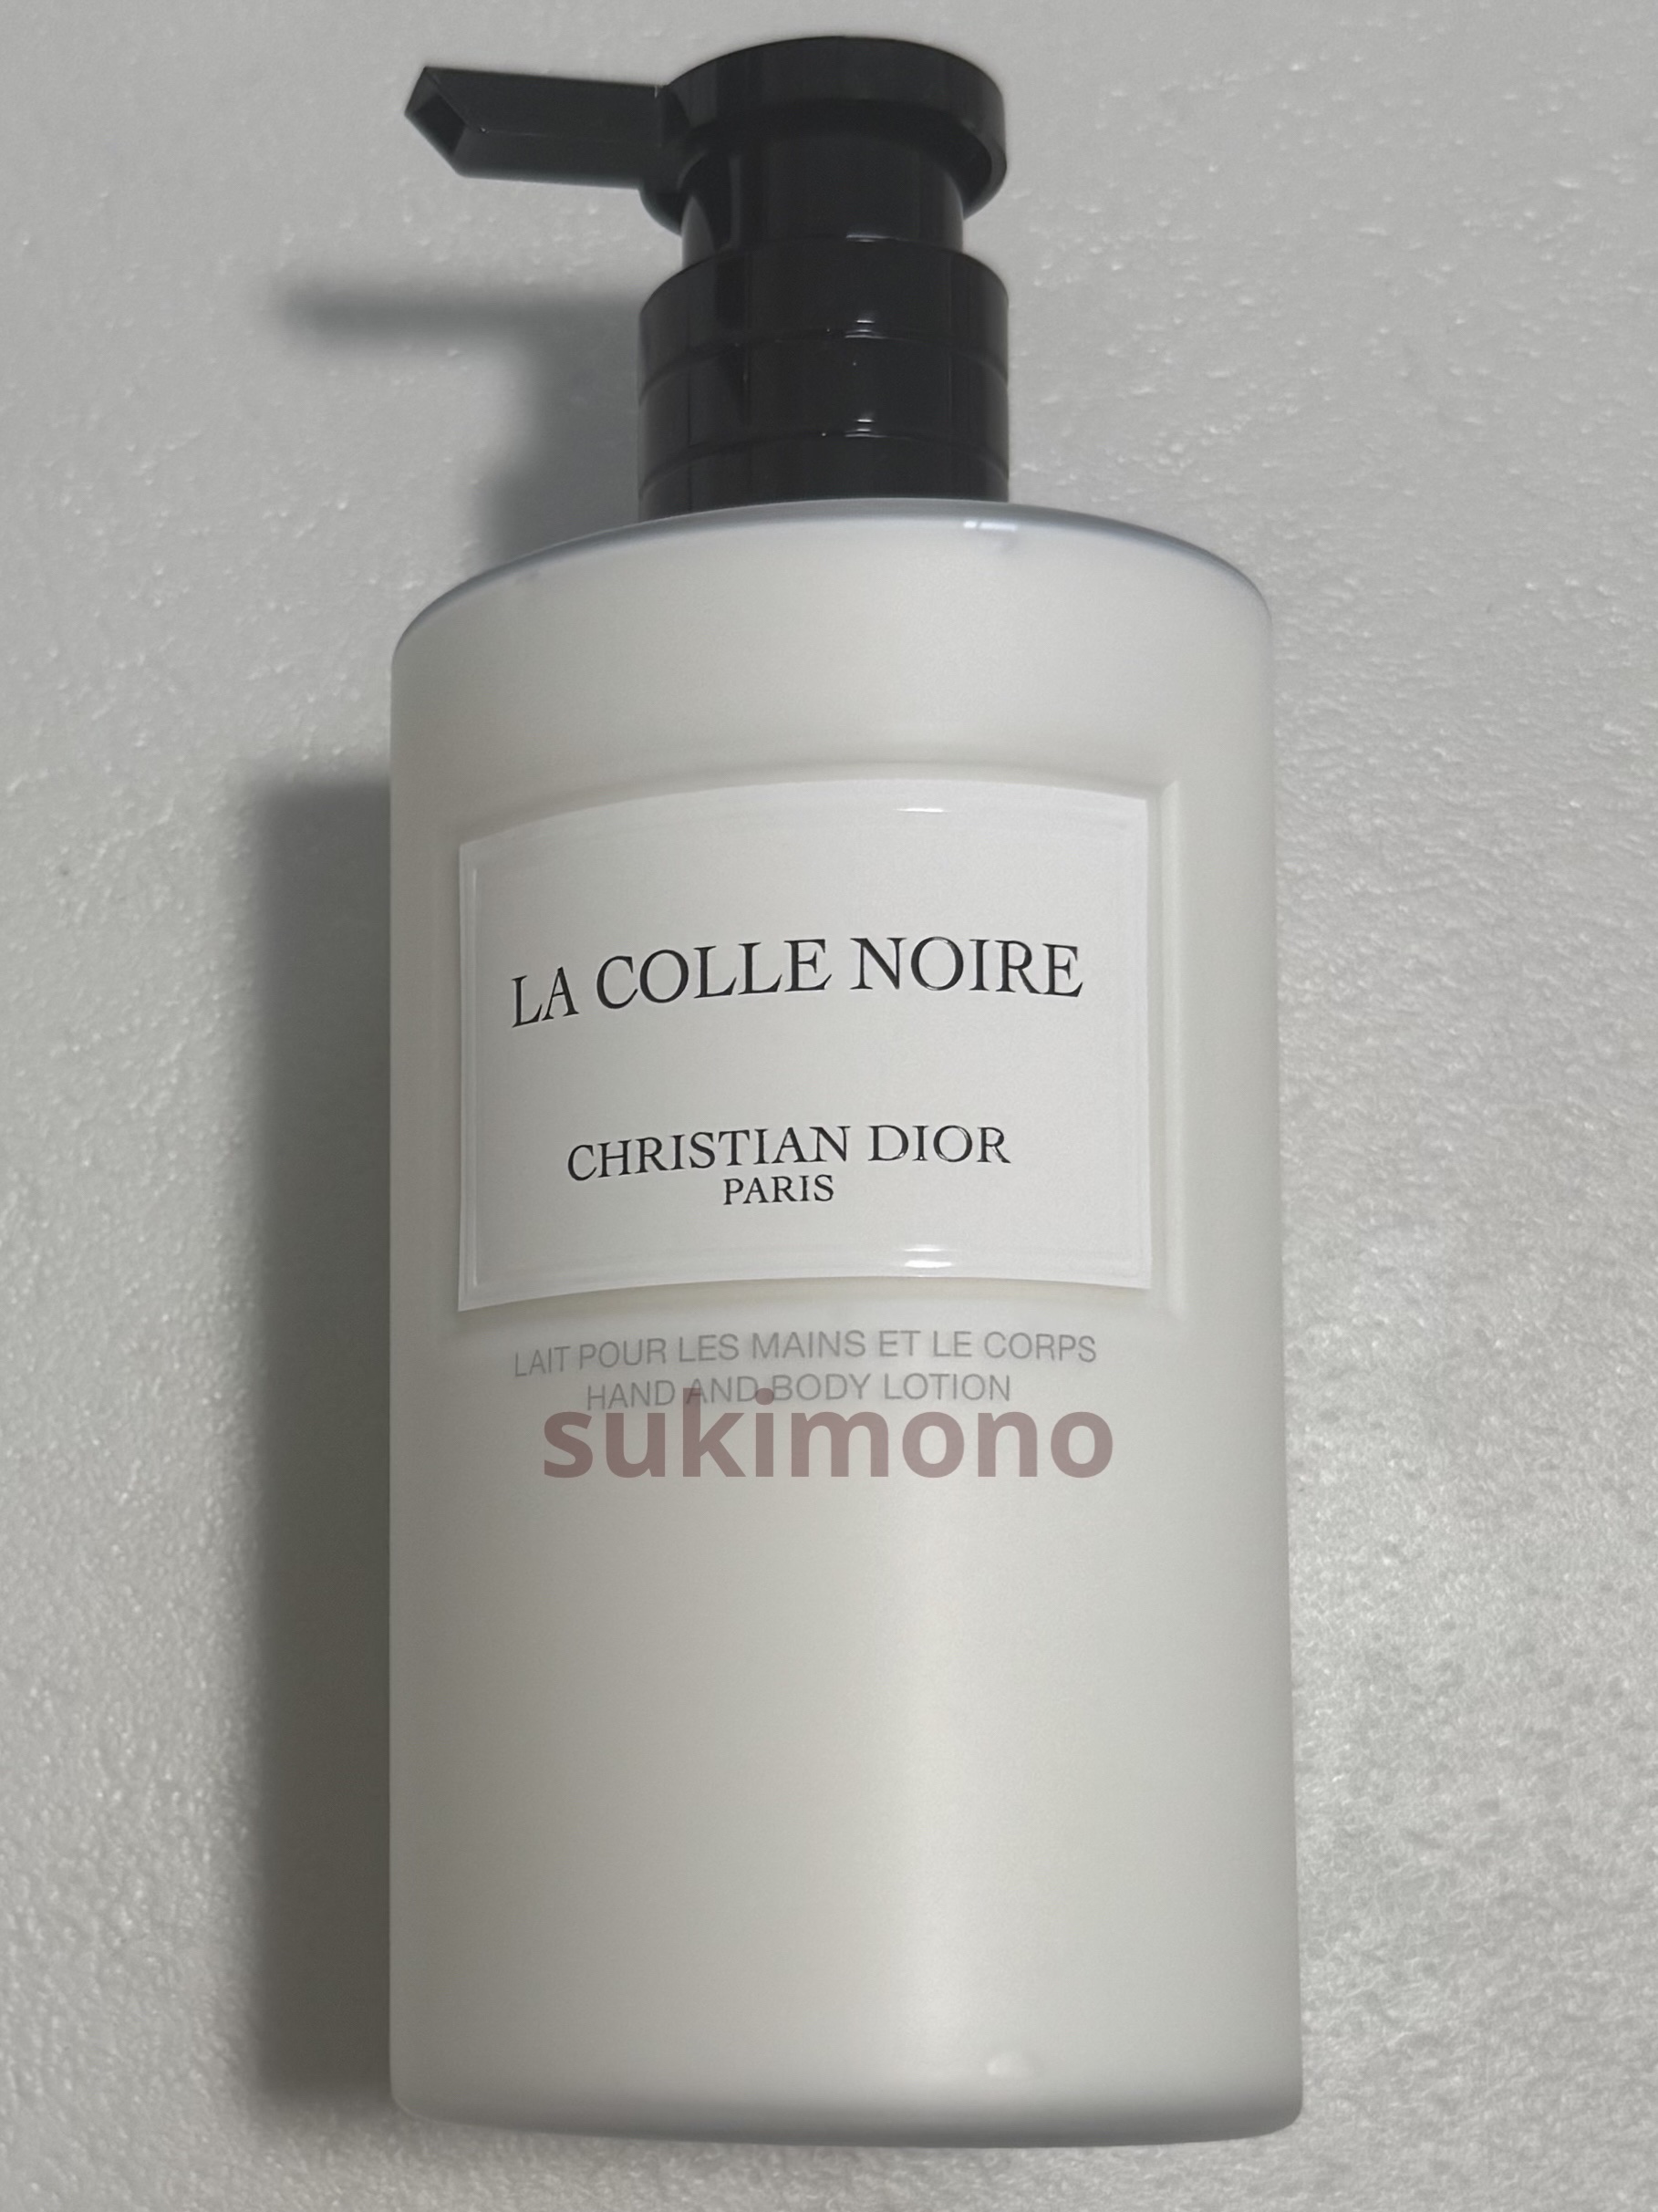 LA COLLE NOIRE
CHRISTIAN DIOR
PARIS
LAIT POUR LES MAINS ET LE CORPS
HAND AND BODY LOTION
sukimono